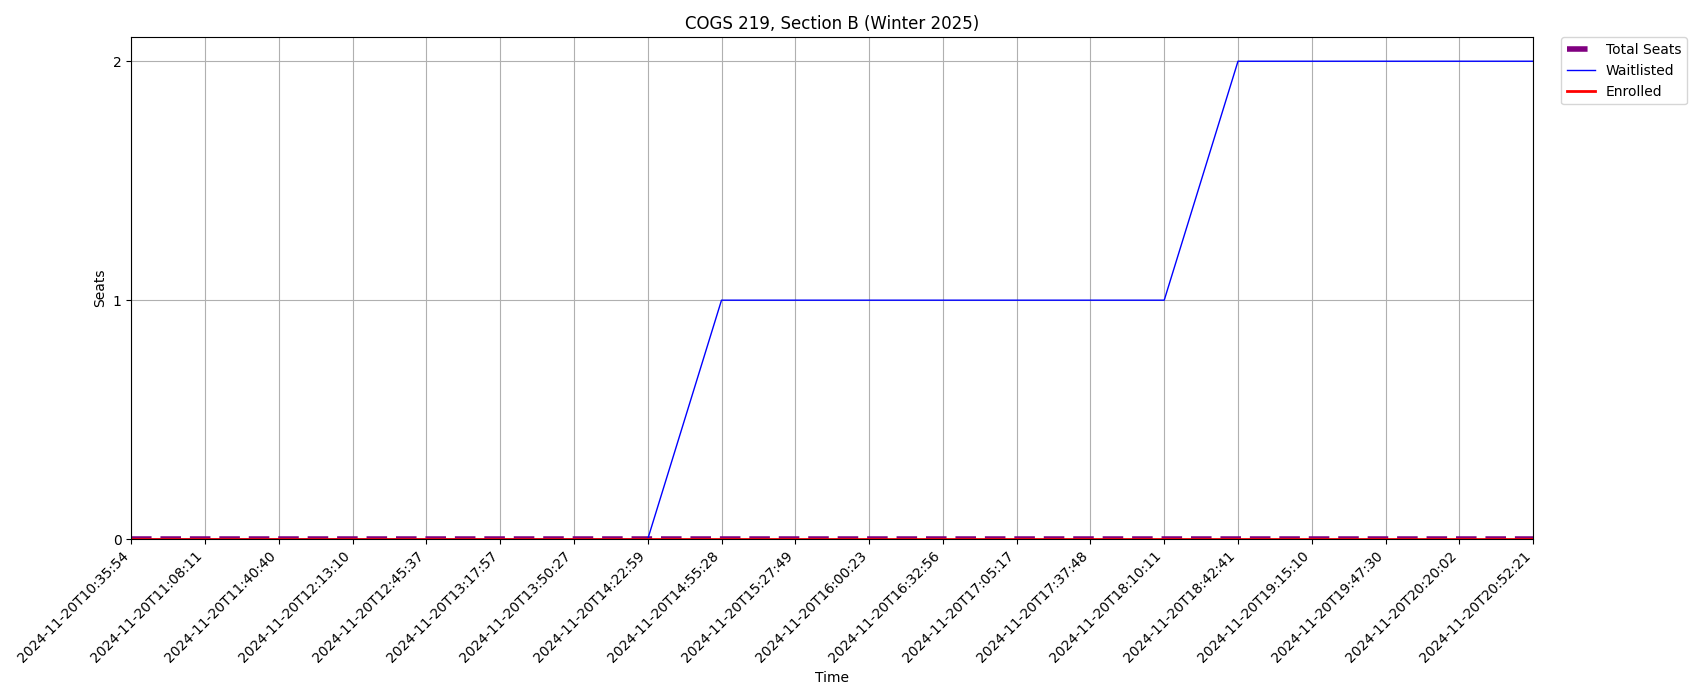 COGS 219, Section B (Winter 2025)
Total Seats
Waitlisted
Enrolled
Seats
2
1
0
2024-11-20T10:35:54
2024-11-20T11:08:11
2024-11-20T11:40:40
2024-11-20T12:13:10
2024-11-20T12:45:37
2024-11-20T13:17:57
2024-11-20T13:50:27
2024-11-20T14:22:59
2024-11-20T14:55:28
2024-11-20T15:27:49
2024-11-20T16:00:23
2024-11-20T16:32:56
2024-11-20T17:05:17
2024-11-20T17:37:48
2024-11-20T18:10:11
2024-11-20T18:42:41
2024-11-20T19:15:10
2024-11-20T19:47:30
2024-11-20T20:20:02
2024-11-20T20:52:21
Time